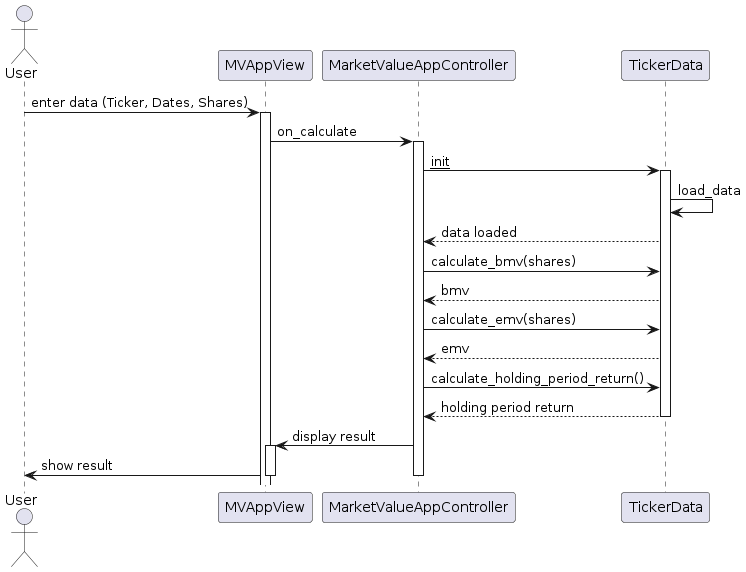 User
MVAppView
MarketValueAppController
TickerData
enter data (Ticker, Dates, Shares)
on_calculate
init
load_data
data loaded
calculate_bmv(shares)
bmv
calculate_emv(shares)
emv
calculate_holding_period_return()
holding period return
display result
show result
User
MVAppView
MarketValueAppController
TickerData